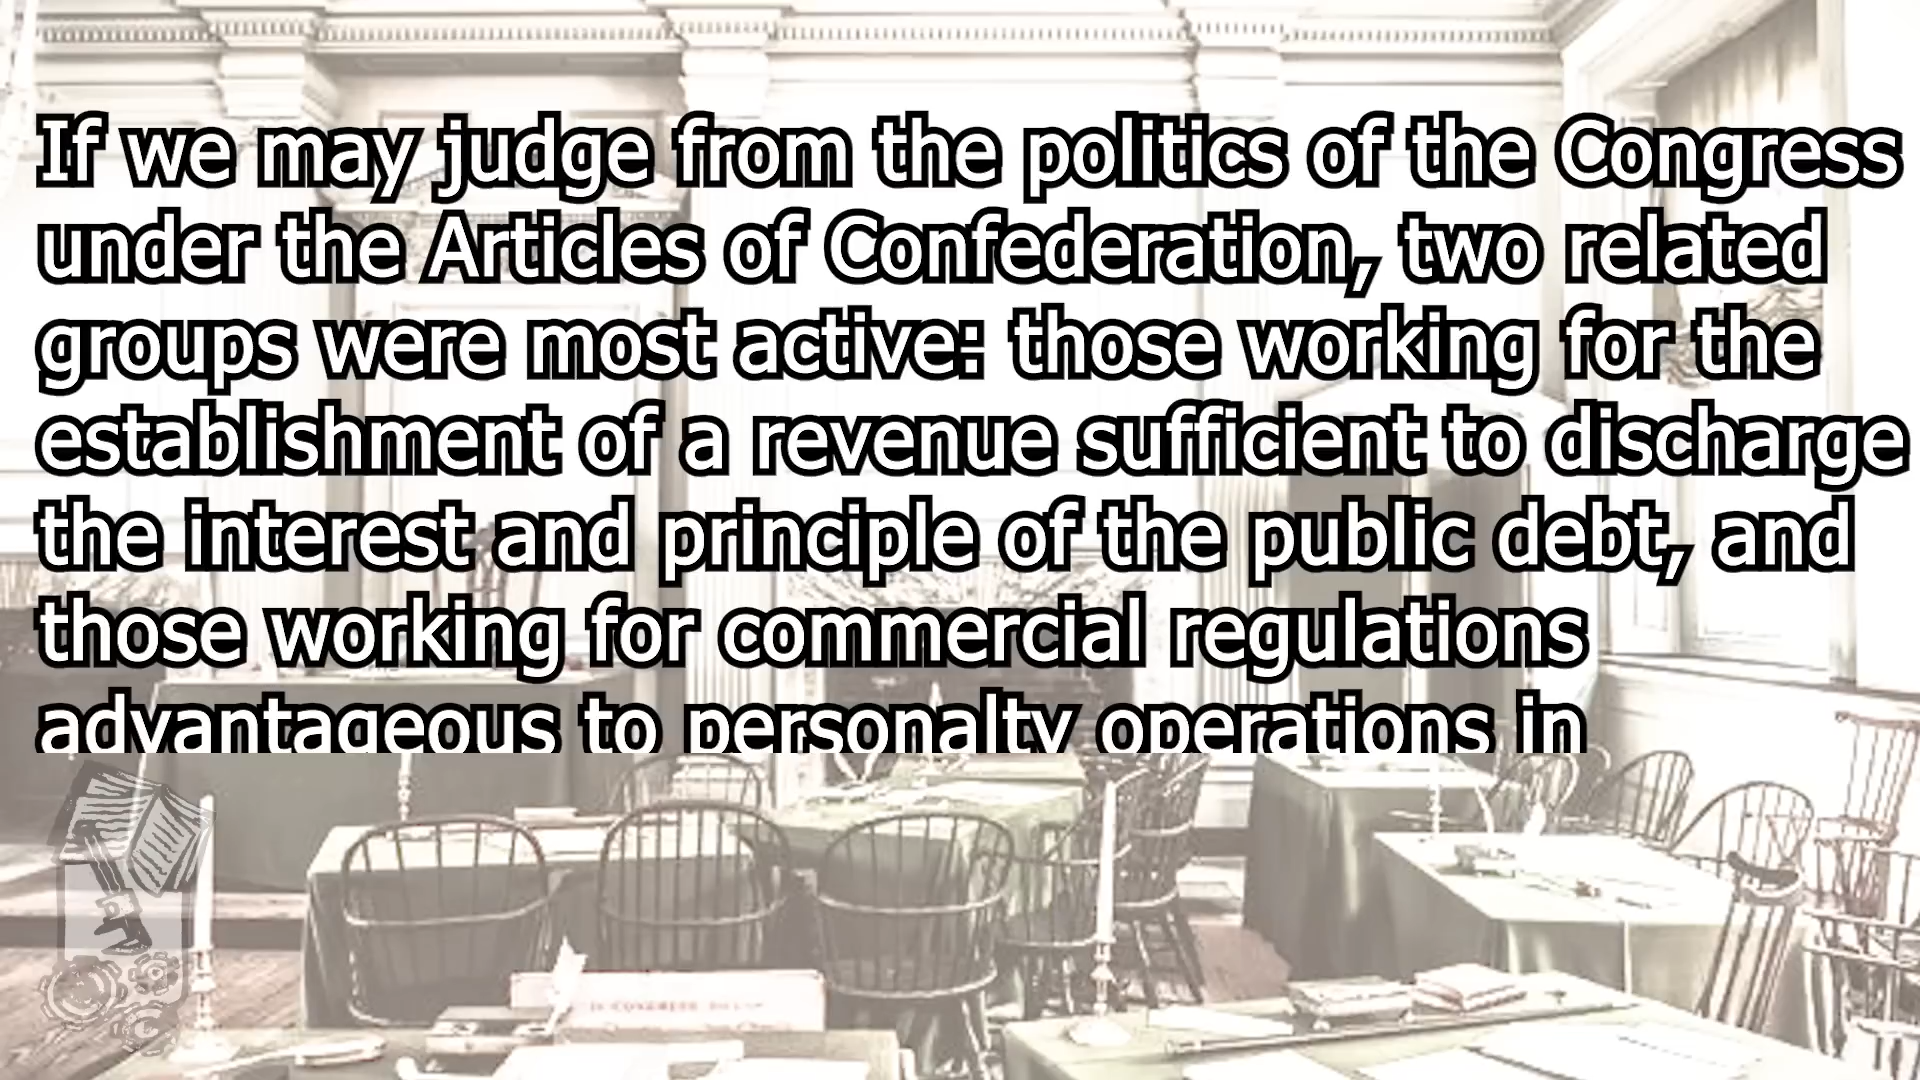 If we may judge from the politics of the Congress
under the Articles of Confederation, two related
groups were most active: those working for the
establishment of a revenue sufficient to discharge
the interest and principle of the public debt, and
those working for commercial regulations
advantageous to personalty operations in